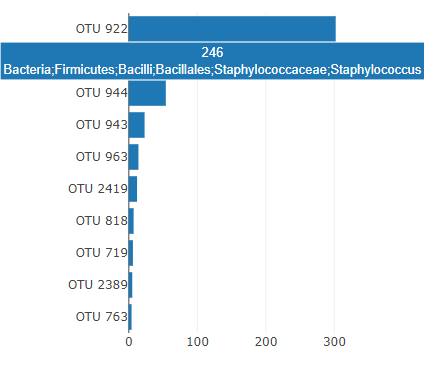 OTU 922
246
Bacteria;Firmicutes;Bacilli;Bacillales;Staphylococcaceae;Staphylococcus
OTU 944
OTU 943
OTU 963
OTU 2419
OTU 818
OTU 719
OTU 2389
OTU 763
0 100 200 300